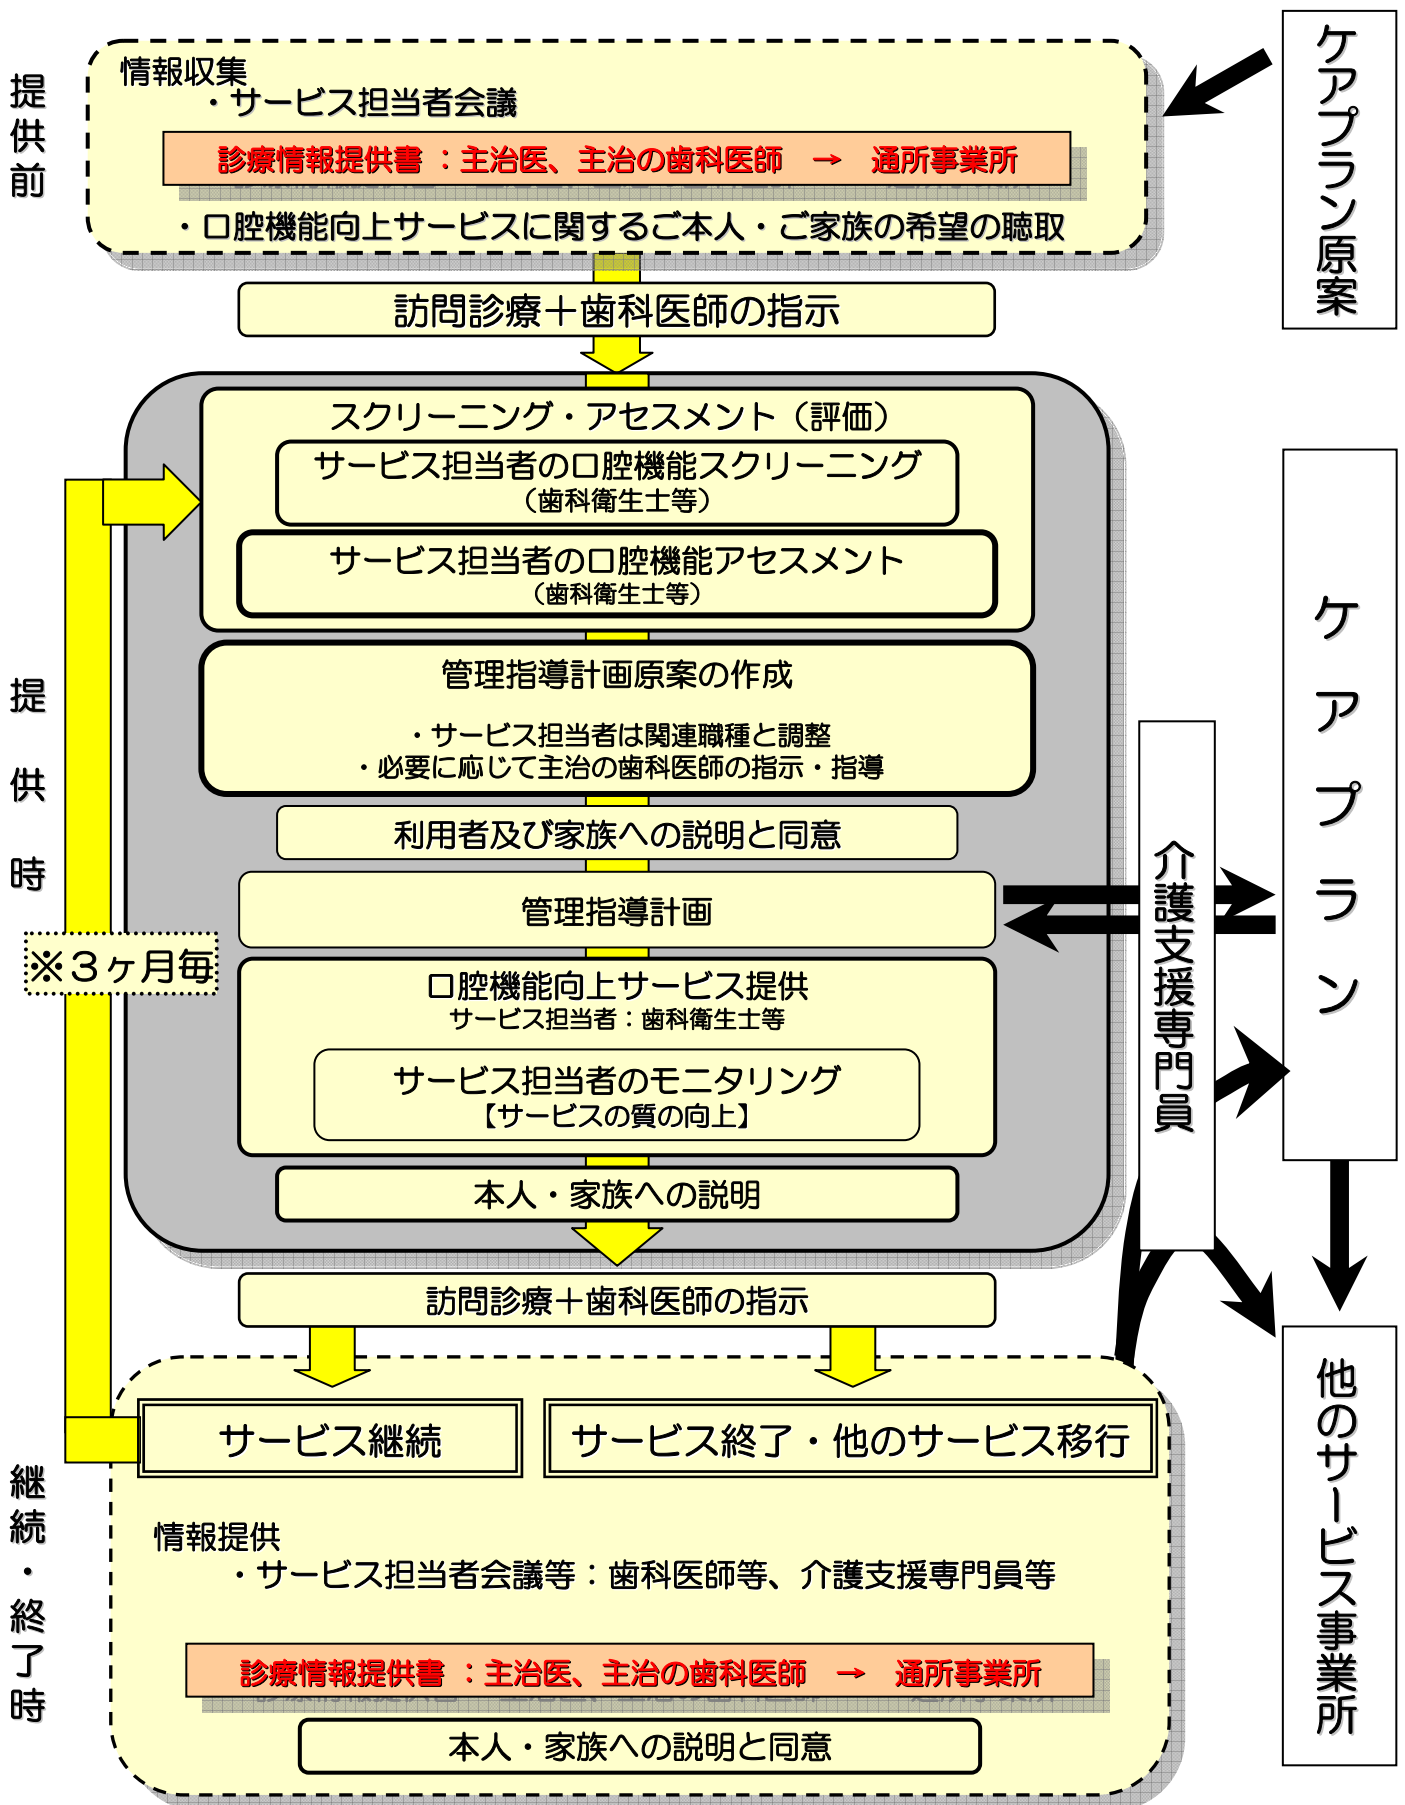 提供前
情報収集
・サービス担当者会議
診療情報提供書 ：主治医、主治の歯科医師　→　通所事業所
・口腔機能向上サービスに関するご本人・ご家族の希望の聴取
ケアプラン原案
訪問診療＋歯科医師の指示
スクリーニング・アセスメント（評価）
サービス担当者の口腔機能スクリーニング
（歯科衛生士等）
サービス担当者の口腔機能アセスメント
（歯科衛生士等）
管理指導計画原案の作成
・サービス担当者は関連職種と調整
・必要に応じて主治の歯科医師の指示・指導
提供時
利用者及び家族への説明と同意
管理指導計画
※３ヶ月毎
口腔機能向上サービス提供
サービス担当者：歯科衛生士等
サービス担当者のモニタリング
【サービスの質の向上】
本人・家族への説明
介護支援専門員
ケアプラン
訪問診療＋歯科医師の指示
サービス継続
サービス終了・他のサービス移行
継続・終了時
情報提供
・サービス担当者会議等：歯科医師等、介護支援専門員等
診療情報提供書 ：主治医、主治の歯科医師　→　通所事業所
本人・家族への説明と同意
他のサービス事業所